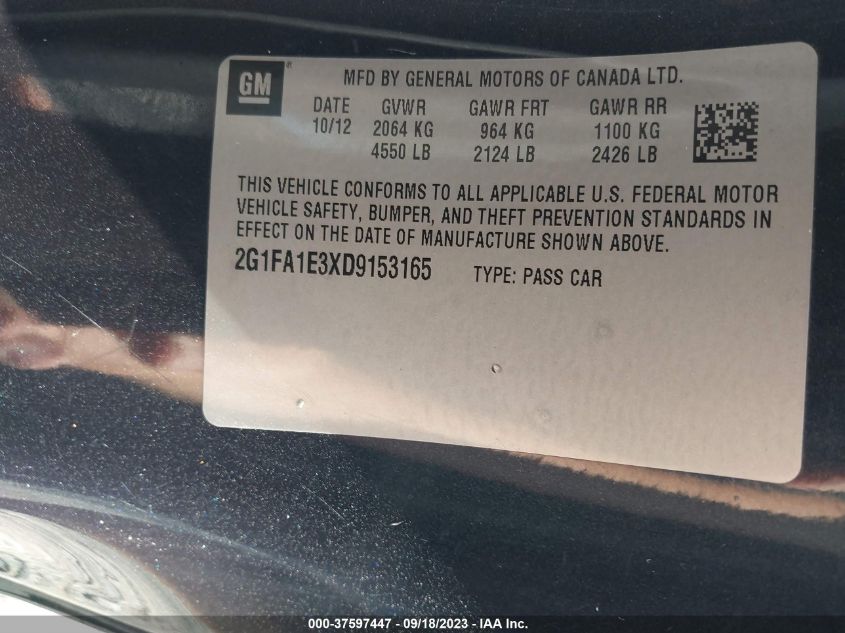 GM
MFD BY GENERAL MOTORS OF CANADA LTD.
DATE GVWR GAWR FRT GAWR RR
10/12 2064 KG 964 KG 1100 KG
4550 LB 2124 LB 2426 LB
THIS VEHICLE CONFORMS TO ALL APPLICABLE U.S. FEDERAL MOTOR
VEHICLE SAFETY, BUMPER, AND THEFT PREVENTION STANDARDS IN
EFFECT ON THE DATE OF MANUFACTURE SHOWN ABOVE.
2G1FA1E3XD9153165 TYPE: PASS CAR
000-37597447 - 09/18/2023 - IAA Inc.